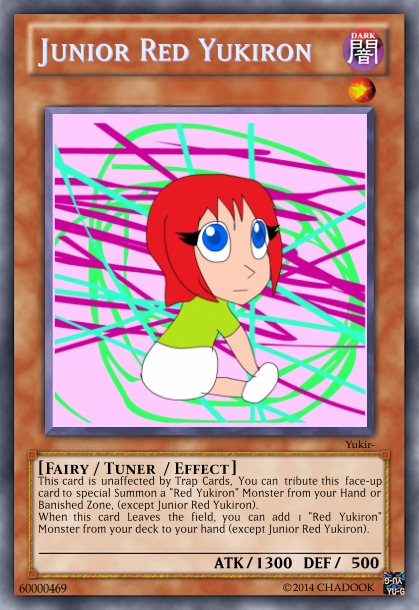 JUNIOR RED YUKIRON
DARK
闇
Yukir-
[FAIRY / TUNER / EFFECT]
This card is unaffected by Trap Cards, You can tribute this face-up
card to special Summon a "Red Yukiron" Monster from your Hand or
Banished Zone, (except Junior Red Yukiron).
When this card Leaves the field, you can add 1 "Red Yukiron"
Monster from your deck to your hand (except Junior Red Yukiron).
ATK / 1300 DEF / 500
60000469
©2014 CHADOOK
YU-G